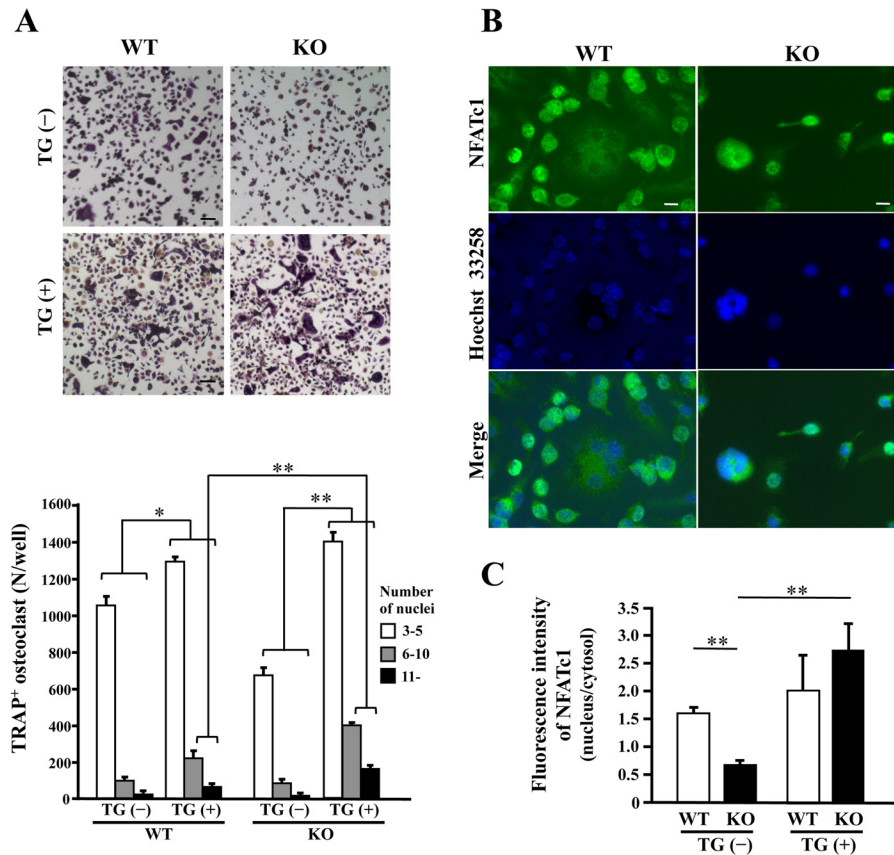 A
WT KO
TG (−)
TG (+)
TRAP+ osteoclast (N/well)
1600
1400
1200
1000
800
600
400
200
0
*
**
**
Number
of nuclei
3-5
6-10
11-
TG (−) TG (+) TG (−) TG (+)
WT KO
B
WT KO
NFATc1
Hoechst 33258
Merge
C
Fluorescence intensity
of NFATc1
(nucleus/cytosol)
3.5
3.0
2.5
2.0
1.5
1.0
0.5
0
**
**
WT KO WT KO
TG (−) TG (+)